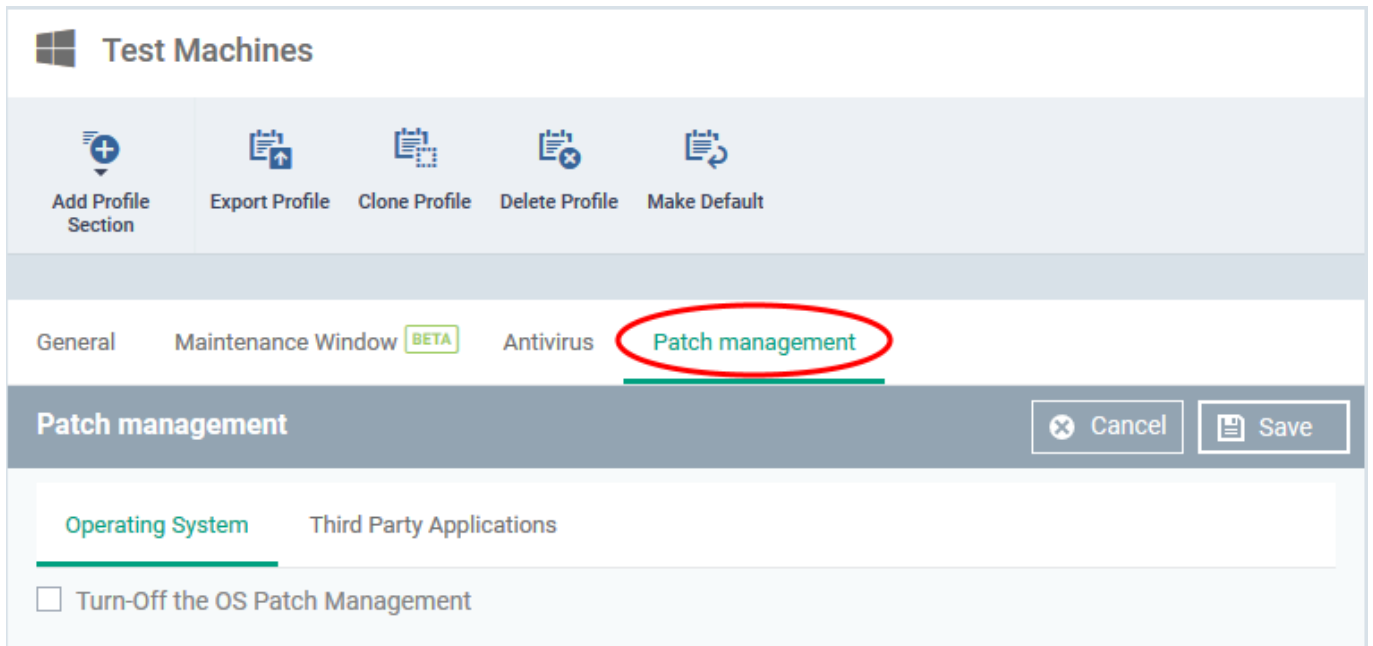 Test Machines
Add Profile
Section
Export Profile
Clone Profile
Delete Profile
Make Default
General
Maintenance Window BETA
Antivirus
Patch management
Patch management
Cancel
Save
Operating System
Third Party Applications
Turn-Off the OS Patch Management